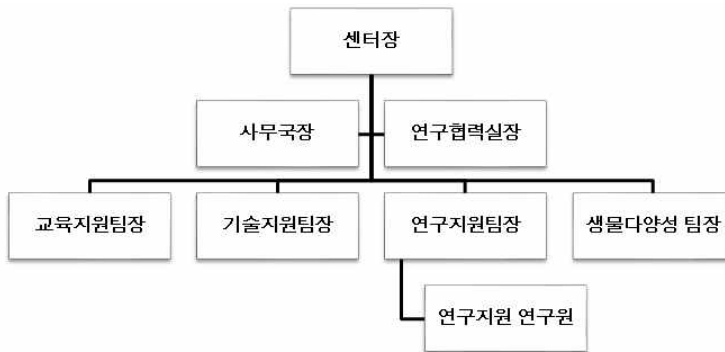 센터장
사무국장
연구협력실장
교육지원팀장
기술지원팀장
연구지원팀장
생물다양성 팀장
연구지원 연구원